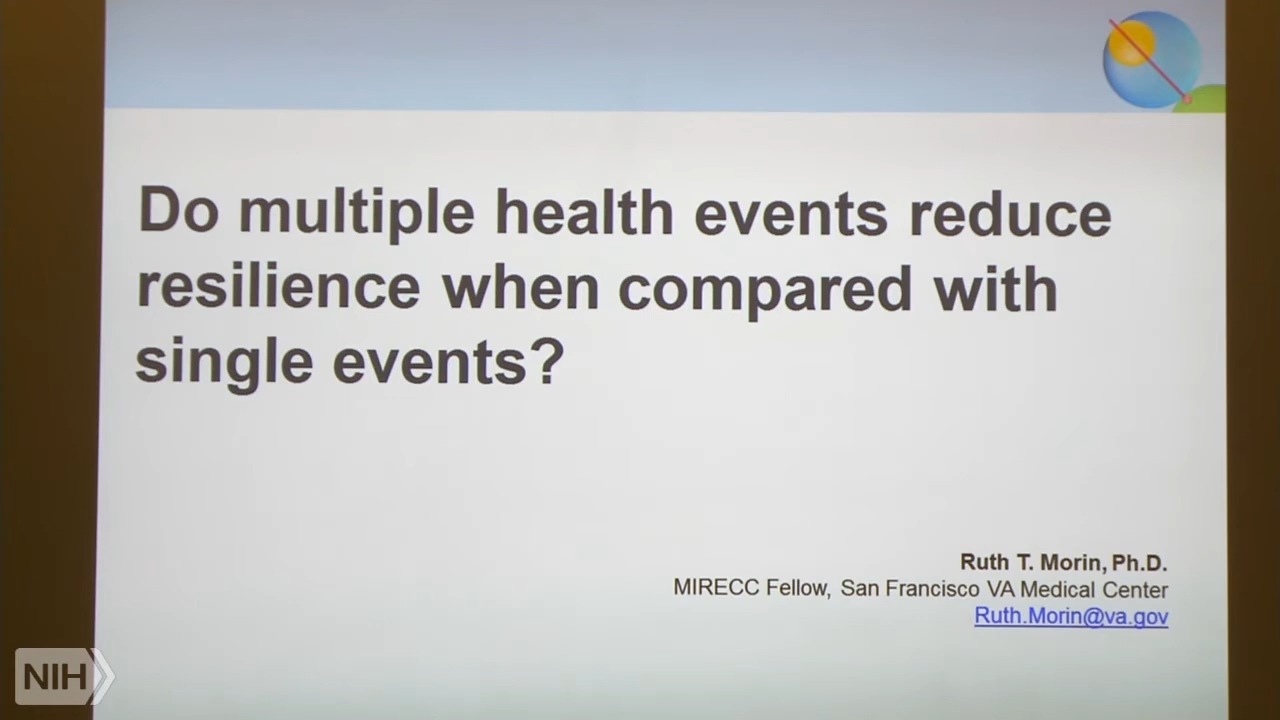 Do multiple health events reduce
resilience when compared with
single events?
Ruth T. Morin, Ph.D.
MIRECC Fellow, San Francisco VA Medical Center
Ruth.Morin@va.gov
NIH